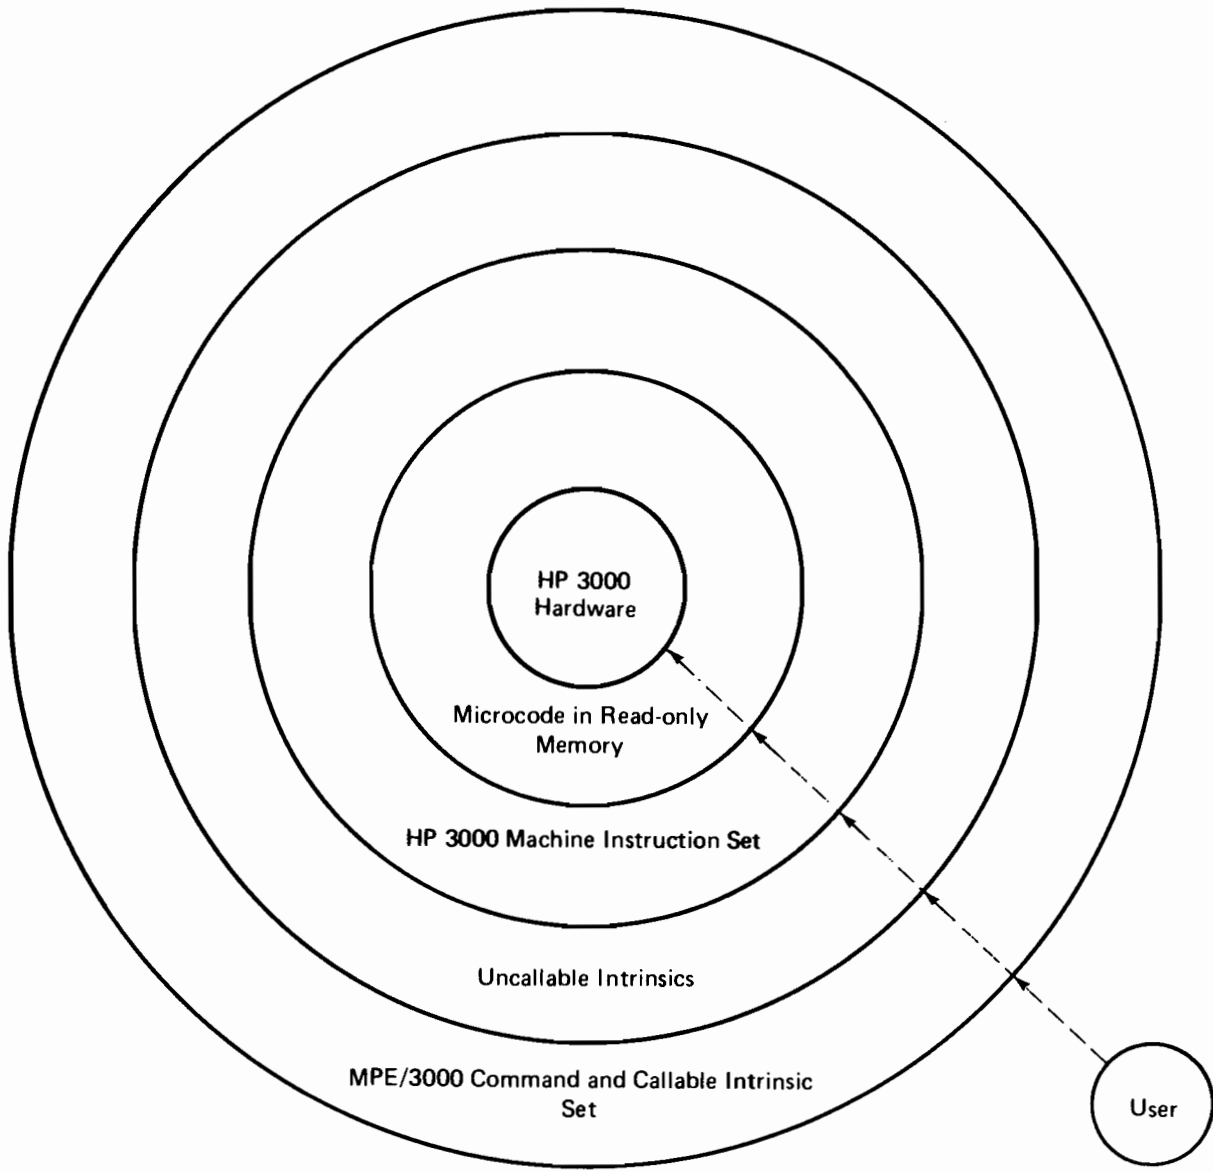 HP 3000
Hardware
Microcode in Read-only
Memory
HP 3000 Machine Instruction Set
Uncallable Intrinsics
MPE/3000 Command and Callable Intrinsic
Set
User